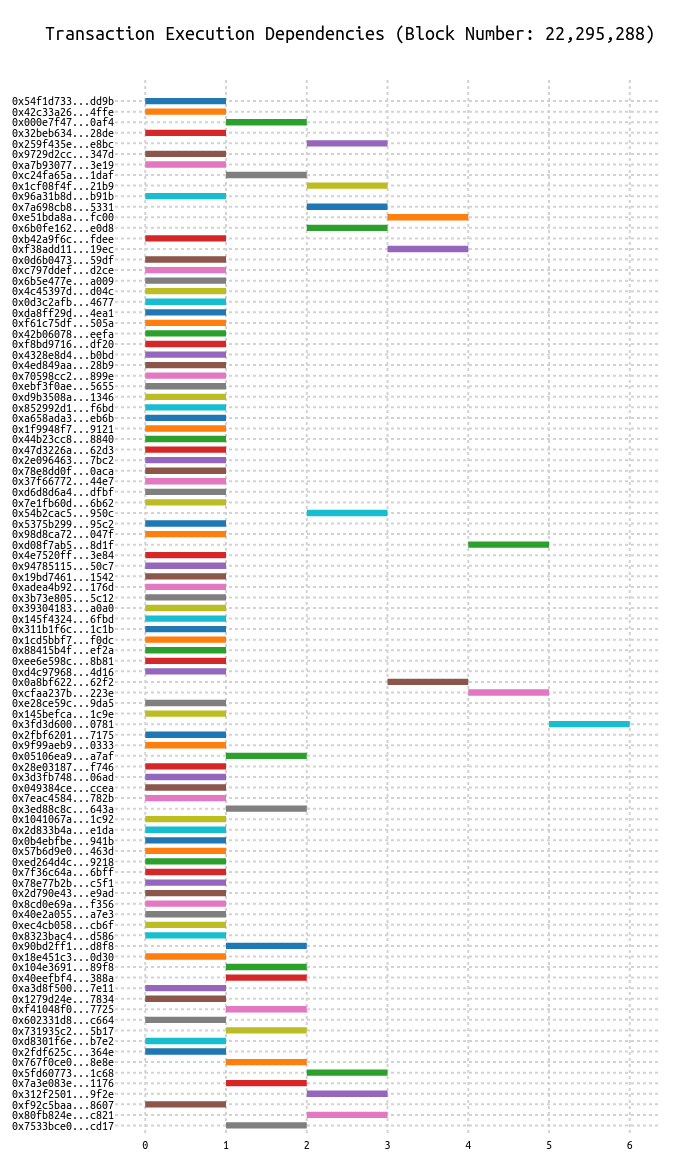 Transaction Execution Dependencies (Block Number: 22,295,288)
0x54f1d733...dd9b
0x42c33a26...4ffe
0x000e7f47...0af4
0x32beb634...28de
0x259f435e...e8bc
0x9729d2cc...347d
0xa7b93077...3e19
0xc24fa65a...1daf
0x1cf08f4f...21b9
0x96a31b8d...b91b
0x7a698cb8...5331
0xe51bda8a...fc00
0x6b0fe162...e0d8
0xb42a9f6c...fdee
0xf38add11...19ec
0x0d6b0473...59df
0xc797ddef...d2ce
0x6b5e477e...a009
0x4c45397d...d04c
0x0d3c2afb...4677
0xda8ff29d...4ea1
0xf61c75df...505a
0x42b06078...eefa
0xf8bd9716...df20
0x4328e8d4...b0bd
0x4ed849aa...28b9
0x70598cc2...899e
0xebf3f0ae...5655
0xd9b3508a...1346
0x852992d1...f6bd
0xa658ada3...eb6b
0x1f9948f7...9121
0x44b23cc8...8840
0x47d3226a...62d3
0x2e096463...7bc2
0x78e8dd0f...0aca
0x37f66772...44e7
0xd6d8d6a4...dfbf
0x7e1fb60d...6b62
0x54b2cac5...950c
0x5375b299...95c2
0x98d8ca72...047f
0xd08f7ab5...8d1f
0x4e7520ff...3e84
0x94785115...50c7
0x19bd7461...1542
0xadea4b92...176d
0x3b73e805...5c12
0x39304183...a0a0
0x145f4324...6fbd
0x311b1f6c...1c1b
0x1cd5bbf7...f0dc
0x88415b4f...ef2a
0xee6e598c...8b81
0xd4c97968...4d16
0x0a8bf622...62f2
0xcfaa237b...223e
0xe28ce59c...9da5
0x145befca...1c9e
0x3fd3d600...0781
0x2fbf6201...7175
0x9f99aeb9...0333
0x05106ea9...a7af
0x28e03187...f746
0x3d3fb748...06ad
0x049384ce...ccea
0x7eac4584...782b
0x3ed88c8c...643a
0x1041067a...1c92
0x2d833b4a...e1da
0x0b4ebfbe...941b
0x57b6d9e0...463d
0xed264d4c...9218
0x7f36c64a...6bff
0x78e77b2b...c5f1
0x2d790e43...e9ad
0x8cd0e69a...f356
0x40e2a055...a7e3
0xec4cb058...cb6f
0x8323bac4...d586
0x90bd2ff1...d8f8
0x18e451c3...0d30
0x104e3691...89f8
0x40eefbf4...388a
0xa3d8f500...7e11
0x1279d24e...7834
0xf41048f0...7725
0x602331d8...c664
0x731935c2...5b17
0xd8301f6e...b7e2
0x2fdf625c...364e
0x767f0ce0...8e8e
0x5fd60773...1c68
0x7a3e083e...1176
0x312f2501...9f2e
0xf92c5baa...8607
0x80fb824e...c821
0x7533bce0...cd17
0 1 2 3 4 5 6